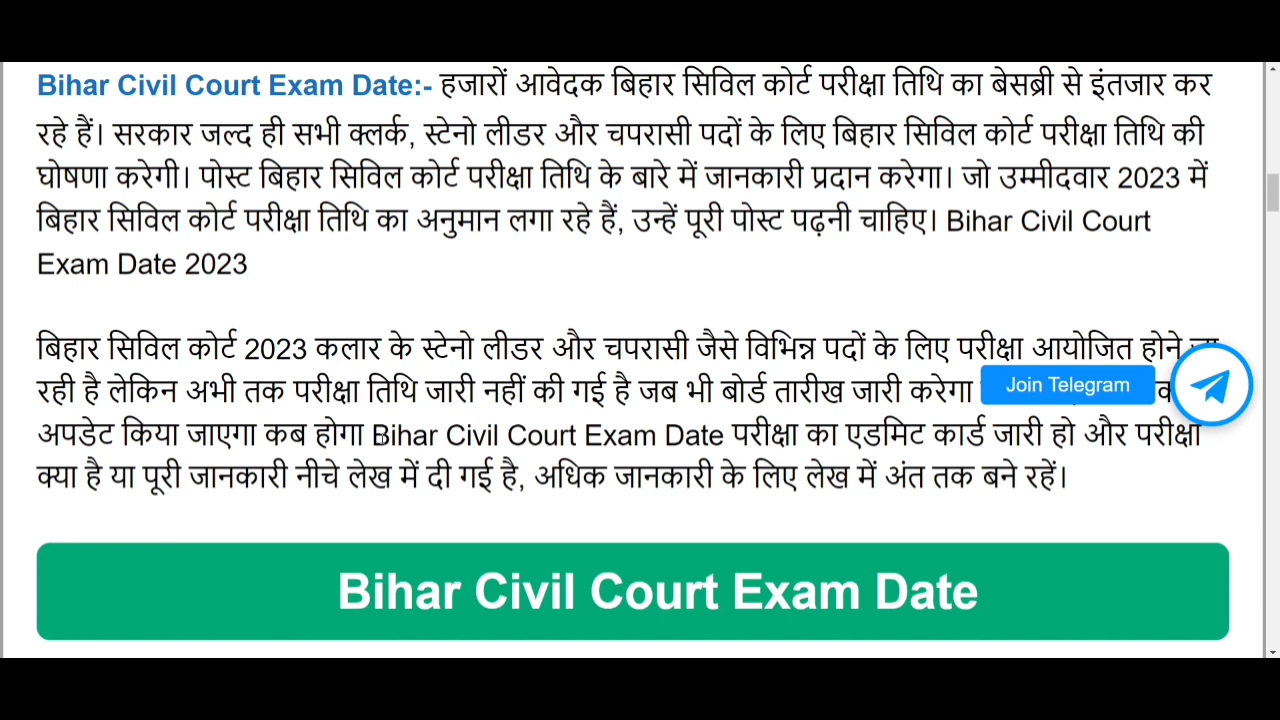 Bihar Civil Court Exam Date:- हजारों आवेदक बिहार सिविल कोर्ट परीक्षा तिथि का बेसब्री से इंतजार कर
रहे हैं। सरकार जल्द ही सभी क्लर्क, स्टेनो लीडर और चपरासी पदों के लिए बिहार सिविल कोर्ट परीक्षा तिथि की
घोषणा करेगी। पोस्ट बिहार सिविल कोर्ट परीक्षा तिथि के बारे में जानकारी प्रदान करेगा। जो उम्मीदवार 2023 में
बिहार सिविल कोर्ट परीक्षा तिथि का अनुमान लगा रहे हैं, उन्हें पूरी पोस्ट पढ़नी चाहिए। Bihar Civil Court
Exam Date 2023
बिहार सिविल कोर्ट 2023 कलार के स्टेनो लीडर और चपरासी जैसे विभिन्न पदों के लिए परीक्षा आयोजित होने
रही है लेकिन अभी तक परीक्षा तिथि जारी नहीं की गई है जब भी बोर्ड तारीख जारी करेगा
Join Telegram
अपडेट किया जाएगा कब होगा Bihar Civil Court Exam Date परीक्षा का एडमिट कार्ड जारी हो और परीक्षा
क्या है या पूरी जानकारी नीचे लेख में दी गई है, अधिक जानकारी के लिए लेख में अंत तक बने रहें।
Bihar Civil Court Exam Date